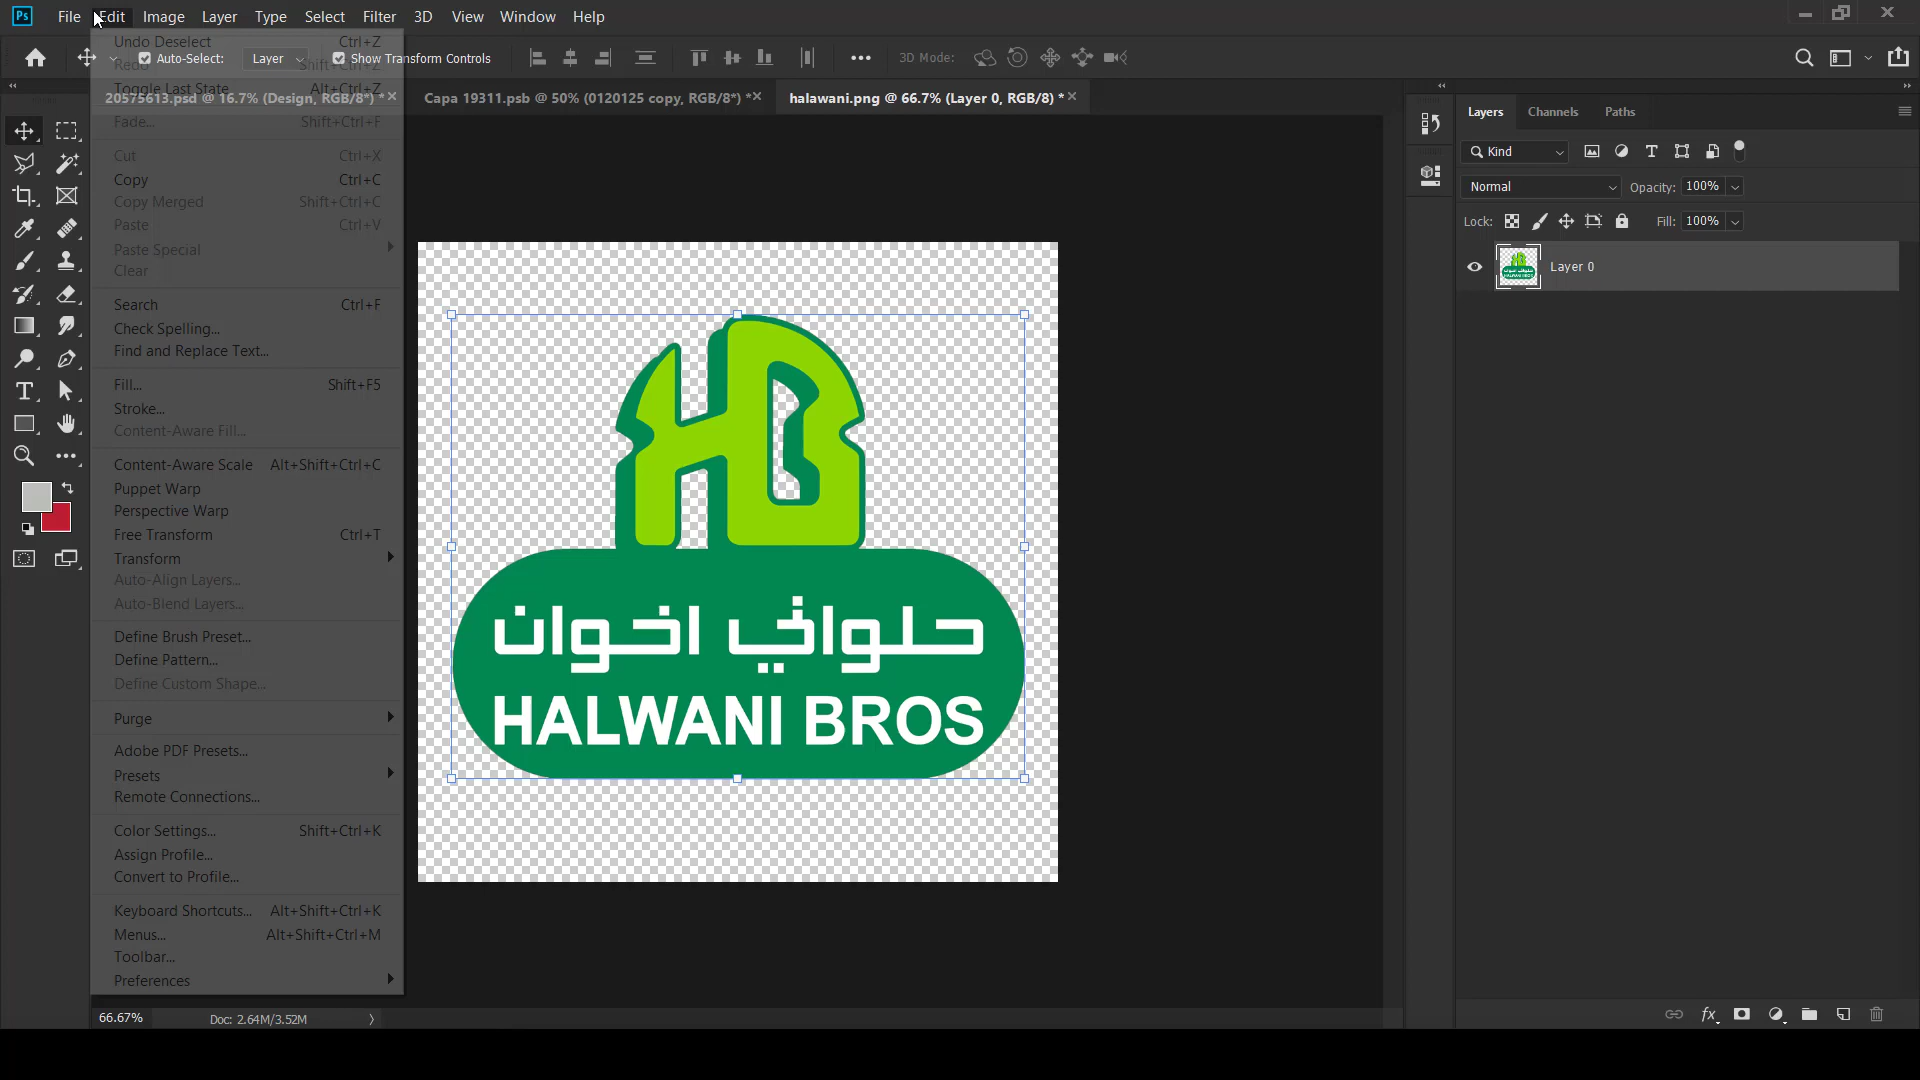 Ps File Edit Image Layer Type Select Filter 3D View Window Help
Auto-Select: Layer Show Transform Controls 3D Mode:
20575613.psd @ 16.7% (Design, RGB/8*) *
Capa 19311.psb @ 50% (0120125 copy, RGB/8*) *
halawani.png @ 66.7% (Layer 0, RGB/8) *
Undo Deselect Ctrl+Z
Redo Shift+Ctrl+Z
Toggle Last State Alt+Ctrl+Z
Fade... Shift+Ctrl+F
Cut Ctrl+X
Copy Ctrl+C
Copy Merged Shift+Ctrl+C
Paste Ctrl+V
Paste Special
Clear
Search Ctrl+F
Check Spelling...
Find and Replace Text...
Fill... Shift+F5
Stroke...
Content-Aware Fill...
Content-Aware Scale Alt+Shift+Ctrl+C
Puppet Warp
Perspective Warp
Free Transform Ctrl+T
Transform
Auto-Align Layers...
Auto-Blend Layers...
Define Brush Preset...
Define Pattern...
Define Custom Shape...
Purge
Adobe PDF Presets...
Presets
Remote Connections...
Color Settings... Shift+Ctrl+K
Assign Profile...
Convert to Profile...
Keyboard Shortcuts... Alt+Shift+Ctrl+K
Menus... Alt+Shift+Ctrl+M
Toolbar...
Preferences
HB
حلواني اخوان
HALWANI BROS
66.67% Doc: 2.64M/3.52M
Layers Channels Paths
Kind
Normal Opacity: 100%
Lock: Fill: 100%
Layer 0
fx